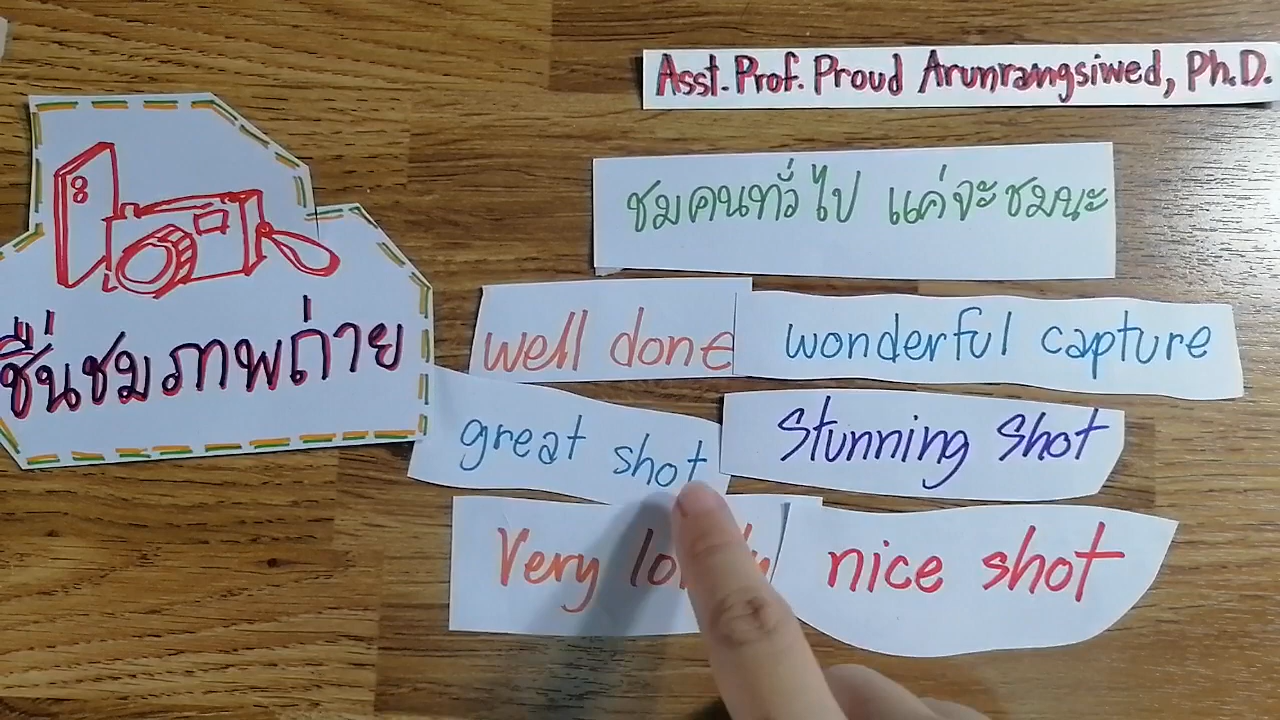 Asst. Prof. Proud Arunrangsiwed, Ph.D.
ชื่นชมภาพถ่าย
ชมคนทั่วไป แค่จะชมนะ
well done
wonderful capture
great shot
Stunning Shot
Very
nice shot